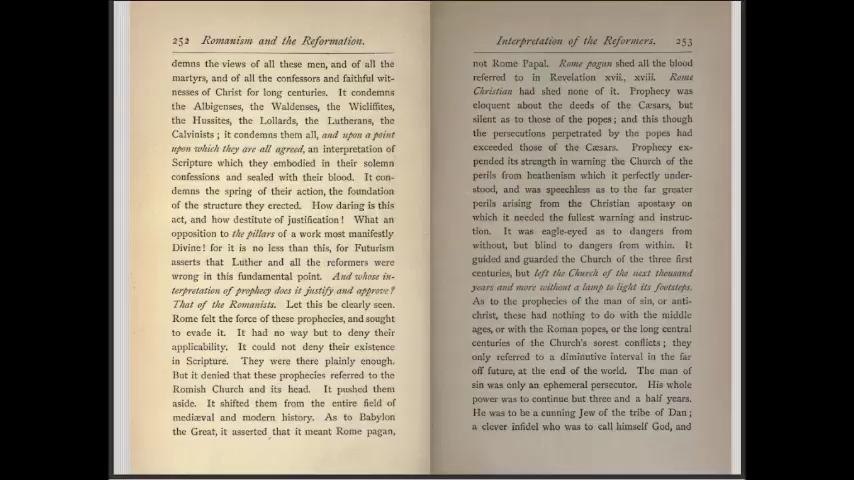 252 Romanism and the Reformation.
demns the views of all these men, and of all the
martyrs, and of all the confessors and faithful wit-
nesses of Christ for long centuries. It condemns
the Albigenses, the Waldenses, the Wicliffites,
the Hussites, the Lollards, the Lutherans, the
Calvinists; it condemns them all, and upon a point
upon which they are all agreed, an interpretation of
Scripture which they embodied in their solemn
confessions and sealed with their blood. It con-
demns the spring of their action, the foundation
of the structure they erected. How daring is this
act, and how destitute of justification! What an
opposition to the pillars of a work most manifestly
Divine! for it is no less than this, for Futurism
asserts that Luther and all the reformers were
wrong in this fundamental point. And whose in-
terpretation of prophecy does it justify and approve?
That of the Romanists. Let this be clearly seen.
Rome felt the force of these prophecies, and sought
to evade it. It had no way but to deny their
applicability. It could not deny their existence
in Scripture. They were there plainly enough.
But it denied that these prophecies referred to the
Romish Church and its head. It pushed them
aside. It shifted them from the entire field of
mediæval and modern history. As to Babylon
the Great, it asserted that it meant Rome pagan,
Interpretation of the Reformers. 253
not Rome Papal. Rome pagan shed all the blood
referred to in Revelation xvii., xviii. Rome
Christian had shed none of it. Prophecy was
eloquent about the deeds of the Cæsars, but
silent as to those of the popes; and this though
the persecutions perpetrated by the popes had
exceeded those of the Cæsars. Prophecy ex-
pended its strength in warning the Church of the
perils from heathenism which it perfectly under-
stood, and was speechless as to the far greater
perils arising from the Christian apostasy on
which it needed the fullest warning and instruc-
tion. It was eagle-eyed as to dangers from
without, but blind to dangers from within. It
guided and guarded the Church of the three first
centuries, but left the Church of the next thousand
years and more without a lamp to light its footsteps.
As to the prophecies of the man of sin, or anti-
christ, these had nothing to do with the middle
ages, or with the Roman popes, or the long central
centuries of the Church's sorest conflicts; they
only referred to a diminutive interval in the far
off future, at the end of the world. The man of
sin was only an ephemeral persecutor. His whole
power was to continue but three and a half years.
He was to be a cunning Jew of the tribe of Dan;
a clever infidel who was to call himself God, and